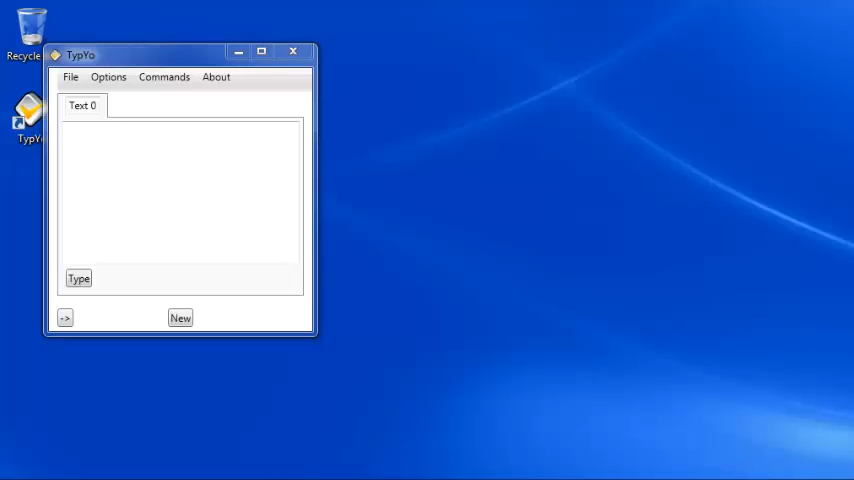 Recycle
TypYo
File Options Commands About
Text 0
TypYo
Type
-> New